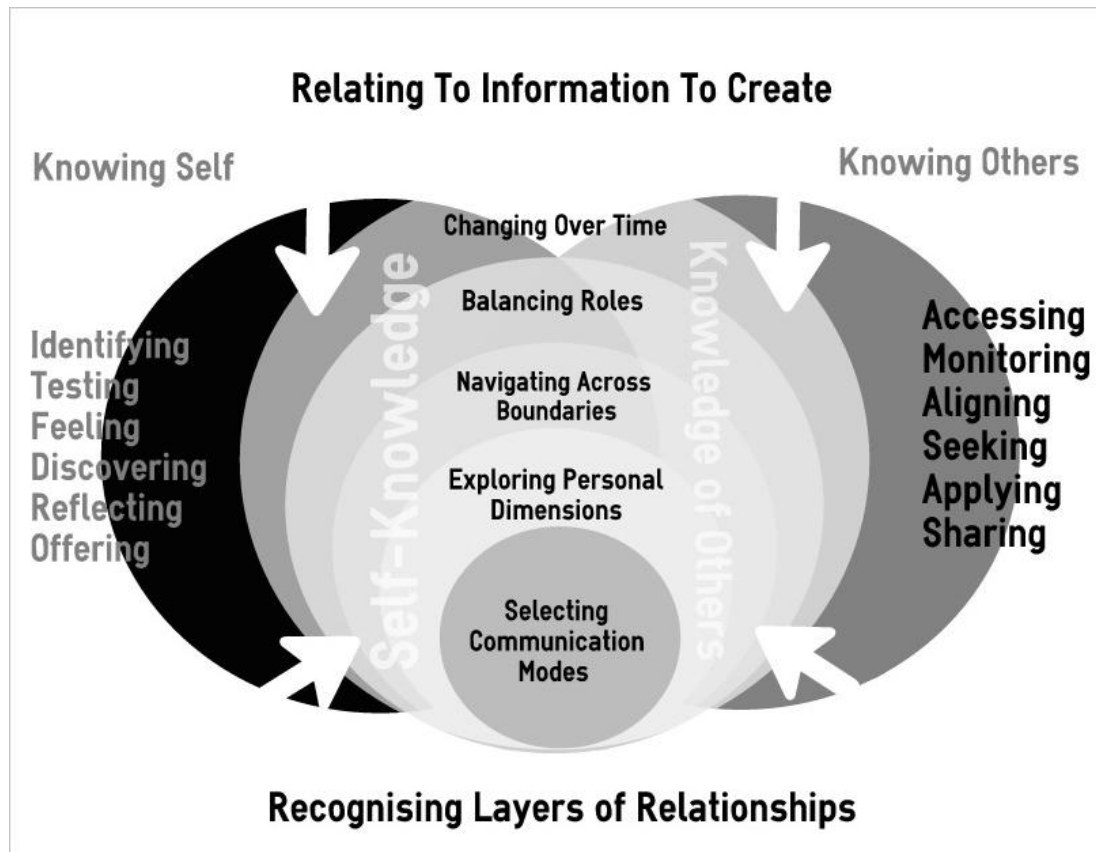 Relating To Information To Create
Knowing Self
Knowing Others
Identifying
Testing
Feeling
Discovering
Reflecting
Offering
Self-Knowledge
Changing Over Time
Balancing Roles
Navigating Across
Boundaries
Exploring Personal
Dimensions
Selecting
Communication
Modes
Knowledge of Others
Accessing
Monitoring
Aligning
Seeking
Applying
Sharing
Recognising Layers of Relationships